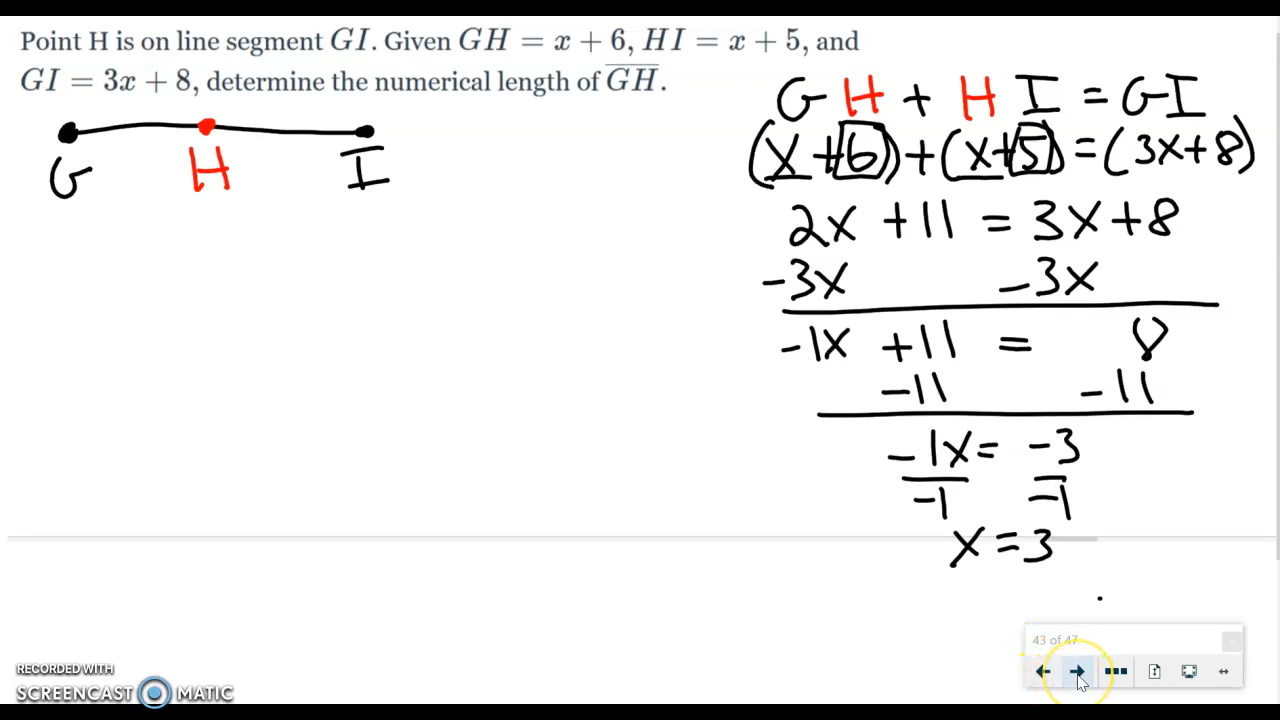 Point H is on line segment GI. Given GH = x + 6, HI = x + 5, and
GI = 3x + 8, determine the numerical length of \overline{GH}.
G H I
G H + H I = GI
(x+6)+(x+5)=(3x+8)
2x +11 = 3x+8
-3x -3x
-1x +11 = 8
-11 -11
-1x = -3
-1 -1
x = 3
43 of 47
RECORDED WITH
SCREENCAST MATIC